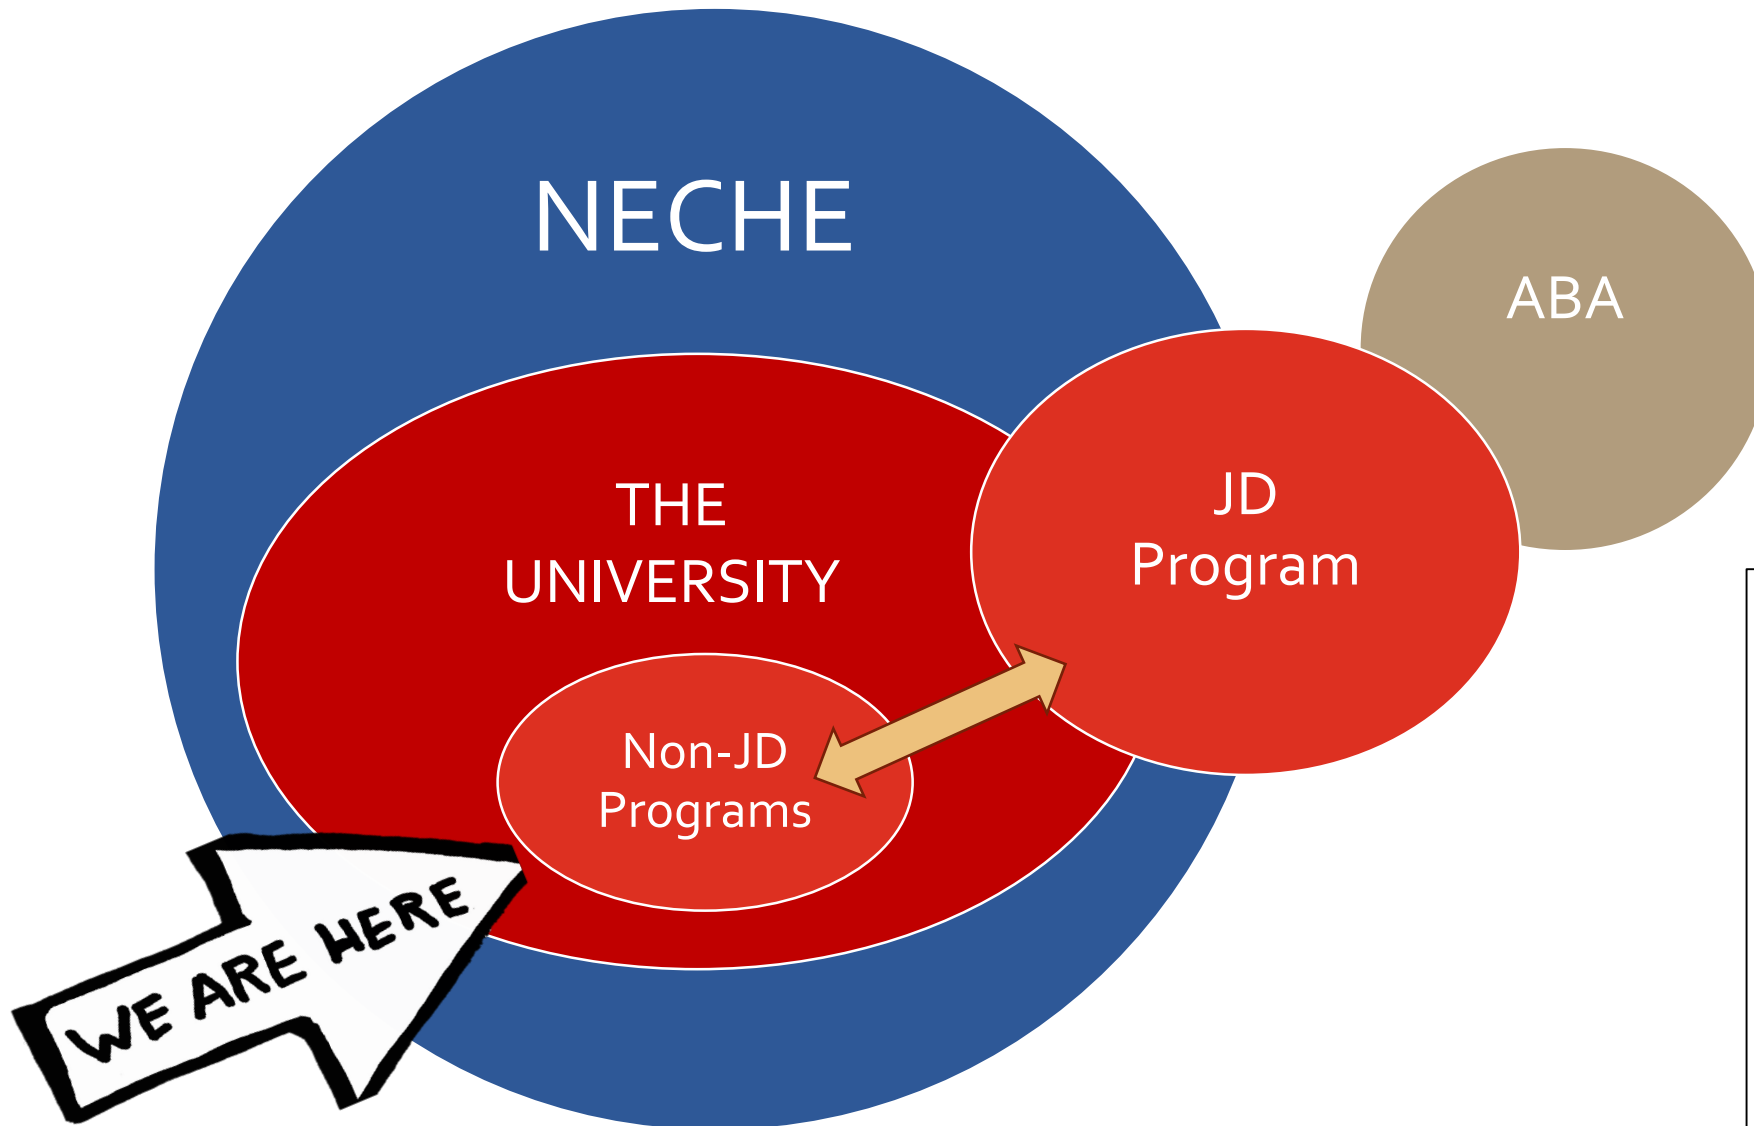 NECHE
ABA
THE
UNIVERSITY
JD
Program
Non-JD
Programs
WE ARE HERE